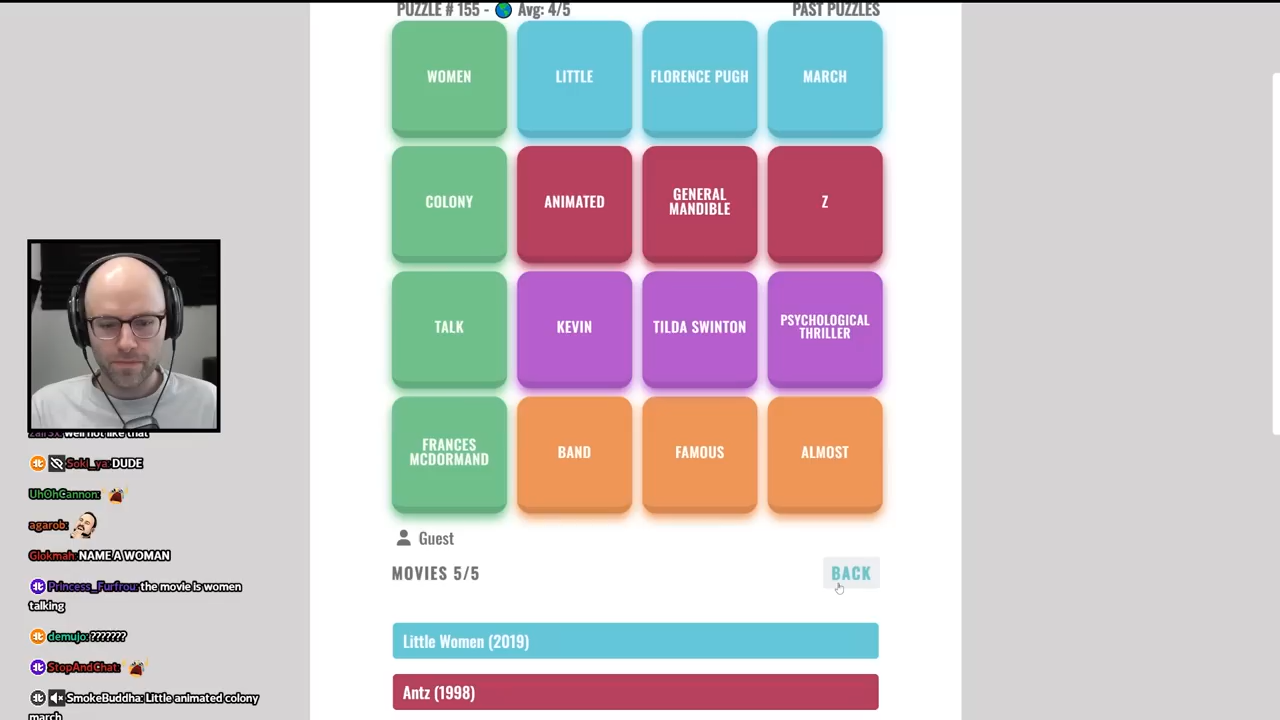 PUZZLE # 155 - Avg: 4/5
PAST PUZZLES
WOMEN
LITTLE
FLORENCE PUGH
MARCH
COLONY
ANIMATED
GENERAL
MANDIBLE
Z
TALK
KEVIN
TILDA SWINTON
PSYCHOLOGICAL
THRILLER
FRANCES
MCDORMAND
BAND
FAMOUS
ALMOST
Guest
MOVIES 5/5
BACK
Little Women (2019)
Antz (1998)
well not like that
Soki_ya: DUDE
UhOhCannon:
agarob:
Glokmah: NAME A WOMAN
Princess_Furfrou: the movie is women
talking
demujo: ???????
StopAndChat:
SmokeBuddha: Little animated colony
march